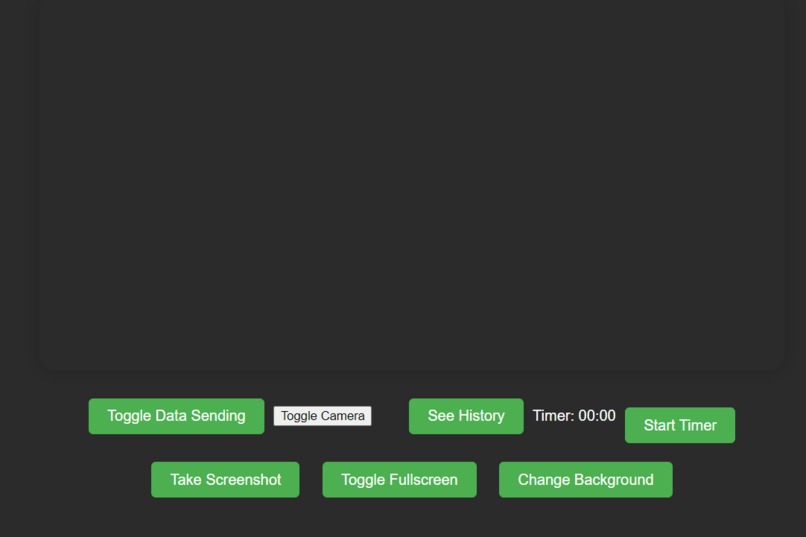 Toggle Data Sending Toggle Camera See History Timer: 00:00 Start Timer
Take Screenshot Toggle Fullscreen Change Background